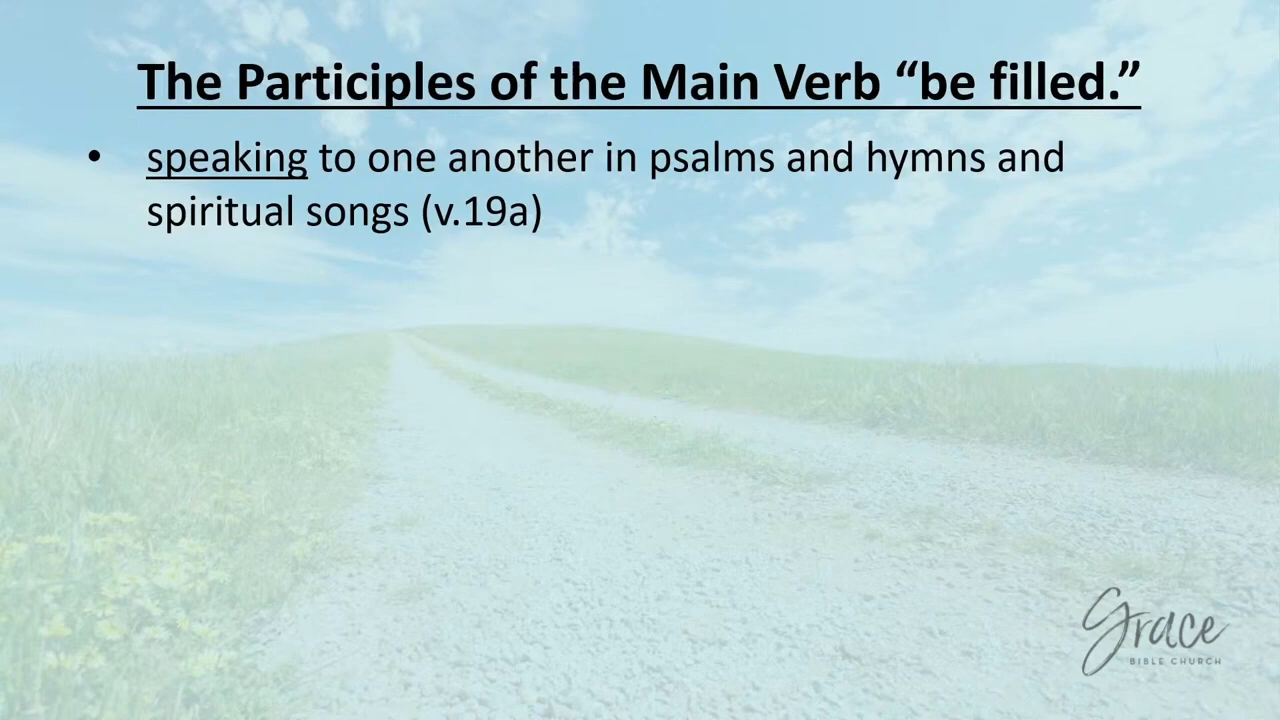 The Participles of the Main Verb “be filled.”
• speaking to one another in psalms and hymns and
spiritual songs (v.19a)
Grace
BIBLE CHURCH